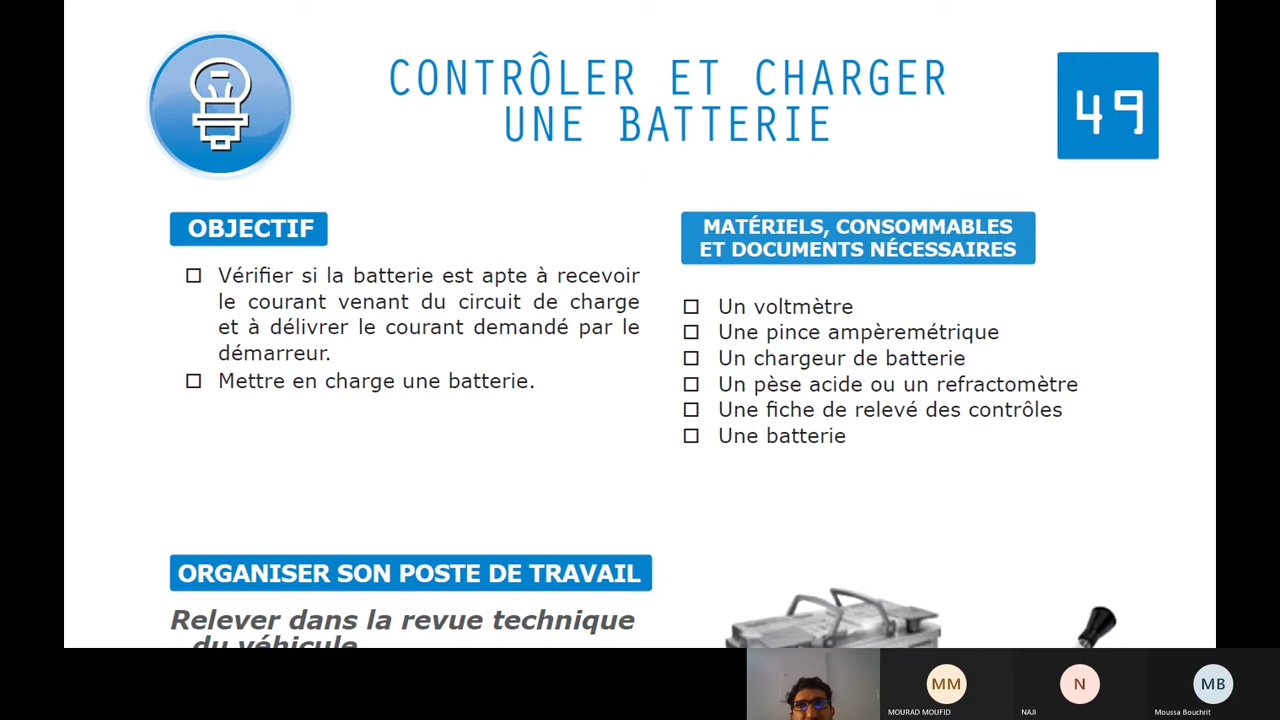 CONTRÔLER ET CHARGER
UNE BATTERIE
49
OBJECTIF
Vérifier si la batterie est apte à recevoir
le courant venant du circuit de charge
et à délivrer le courant demandé par le
démarreur.
Mettre en charge une batterie.
MATÉRIELS, CONSOMMABLES
ET DOCUMENTS NÉCESSAIRES
Un voltmètre
Une pince ampèremétrique
Un chargeur de batterie
Un pèse acide ou un refractomètre
Une fiche de relevé des contrôles
Une batterie
ORGANISER SON POSTE DE TRAVAIL
Relever dans la revue technique
du véhicule
MM
MOURAD MOUFID
N
NAJI
MB
Moussa Bouchrit